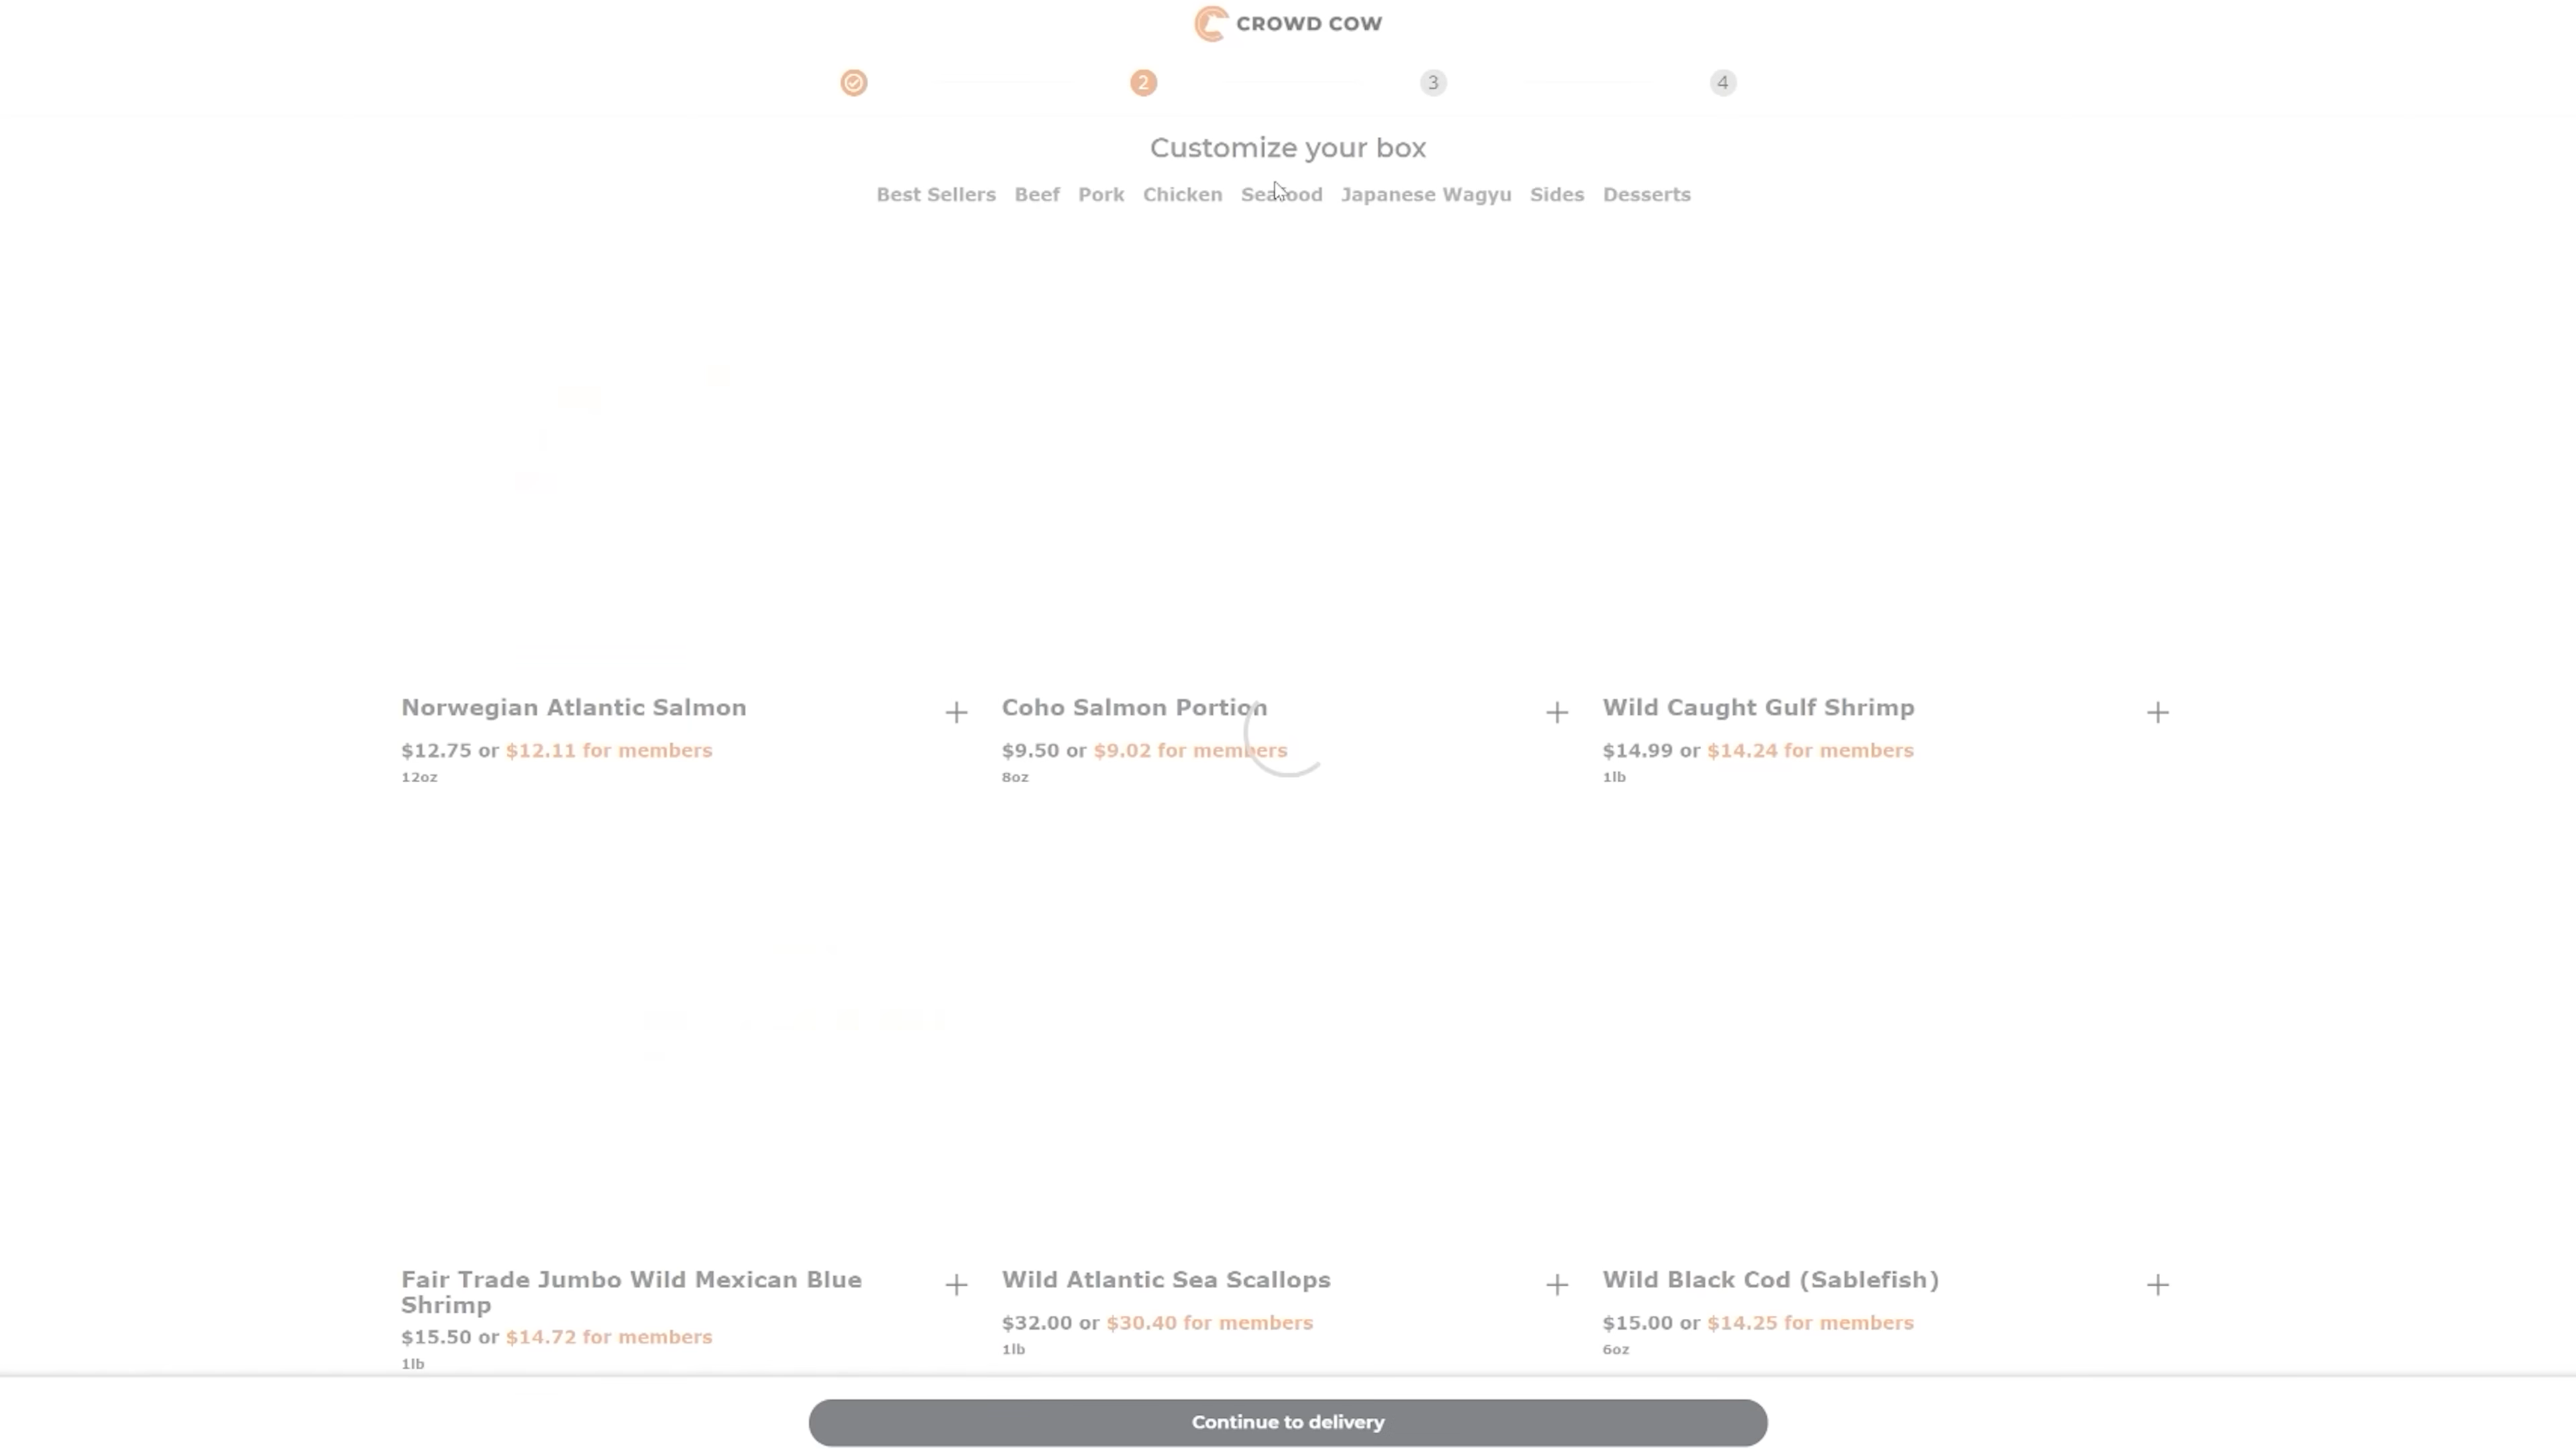 CROWD COW
2
3
4
Customize your box
Best Sellers Beef Pork Chicken Seafood Japanese Wagyu Sides Desserts
Norwegian Atlantic Salmon
$12.75 or $12.11 for members
12oz
Coho Salmon Portion
$9.50 or $9.02 for members
8oz
Wild Caught Gulf Shrimp
$14.99 or $14.24 for members
1lb
Fair Trade Jumbo Wild Mexican Blue
Shrimp
$15.50 or $14.72 for members
1lb
Wild Atlantic Sea Scallops
$32.00 or $30.40 for members
1lb
Wild Black Cod (Sablefish)
$15.00 or $14.25 for members
6oz
Continue to delivery